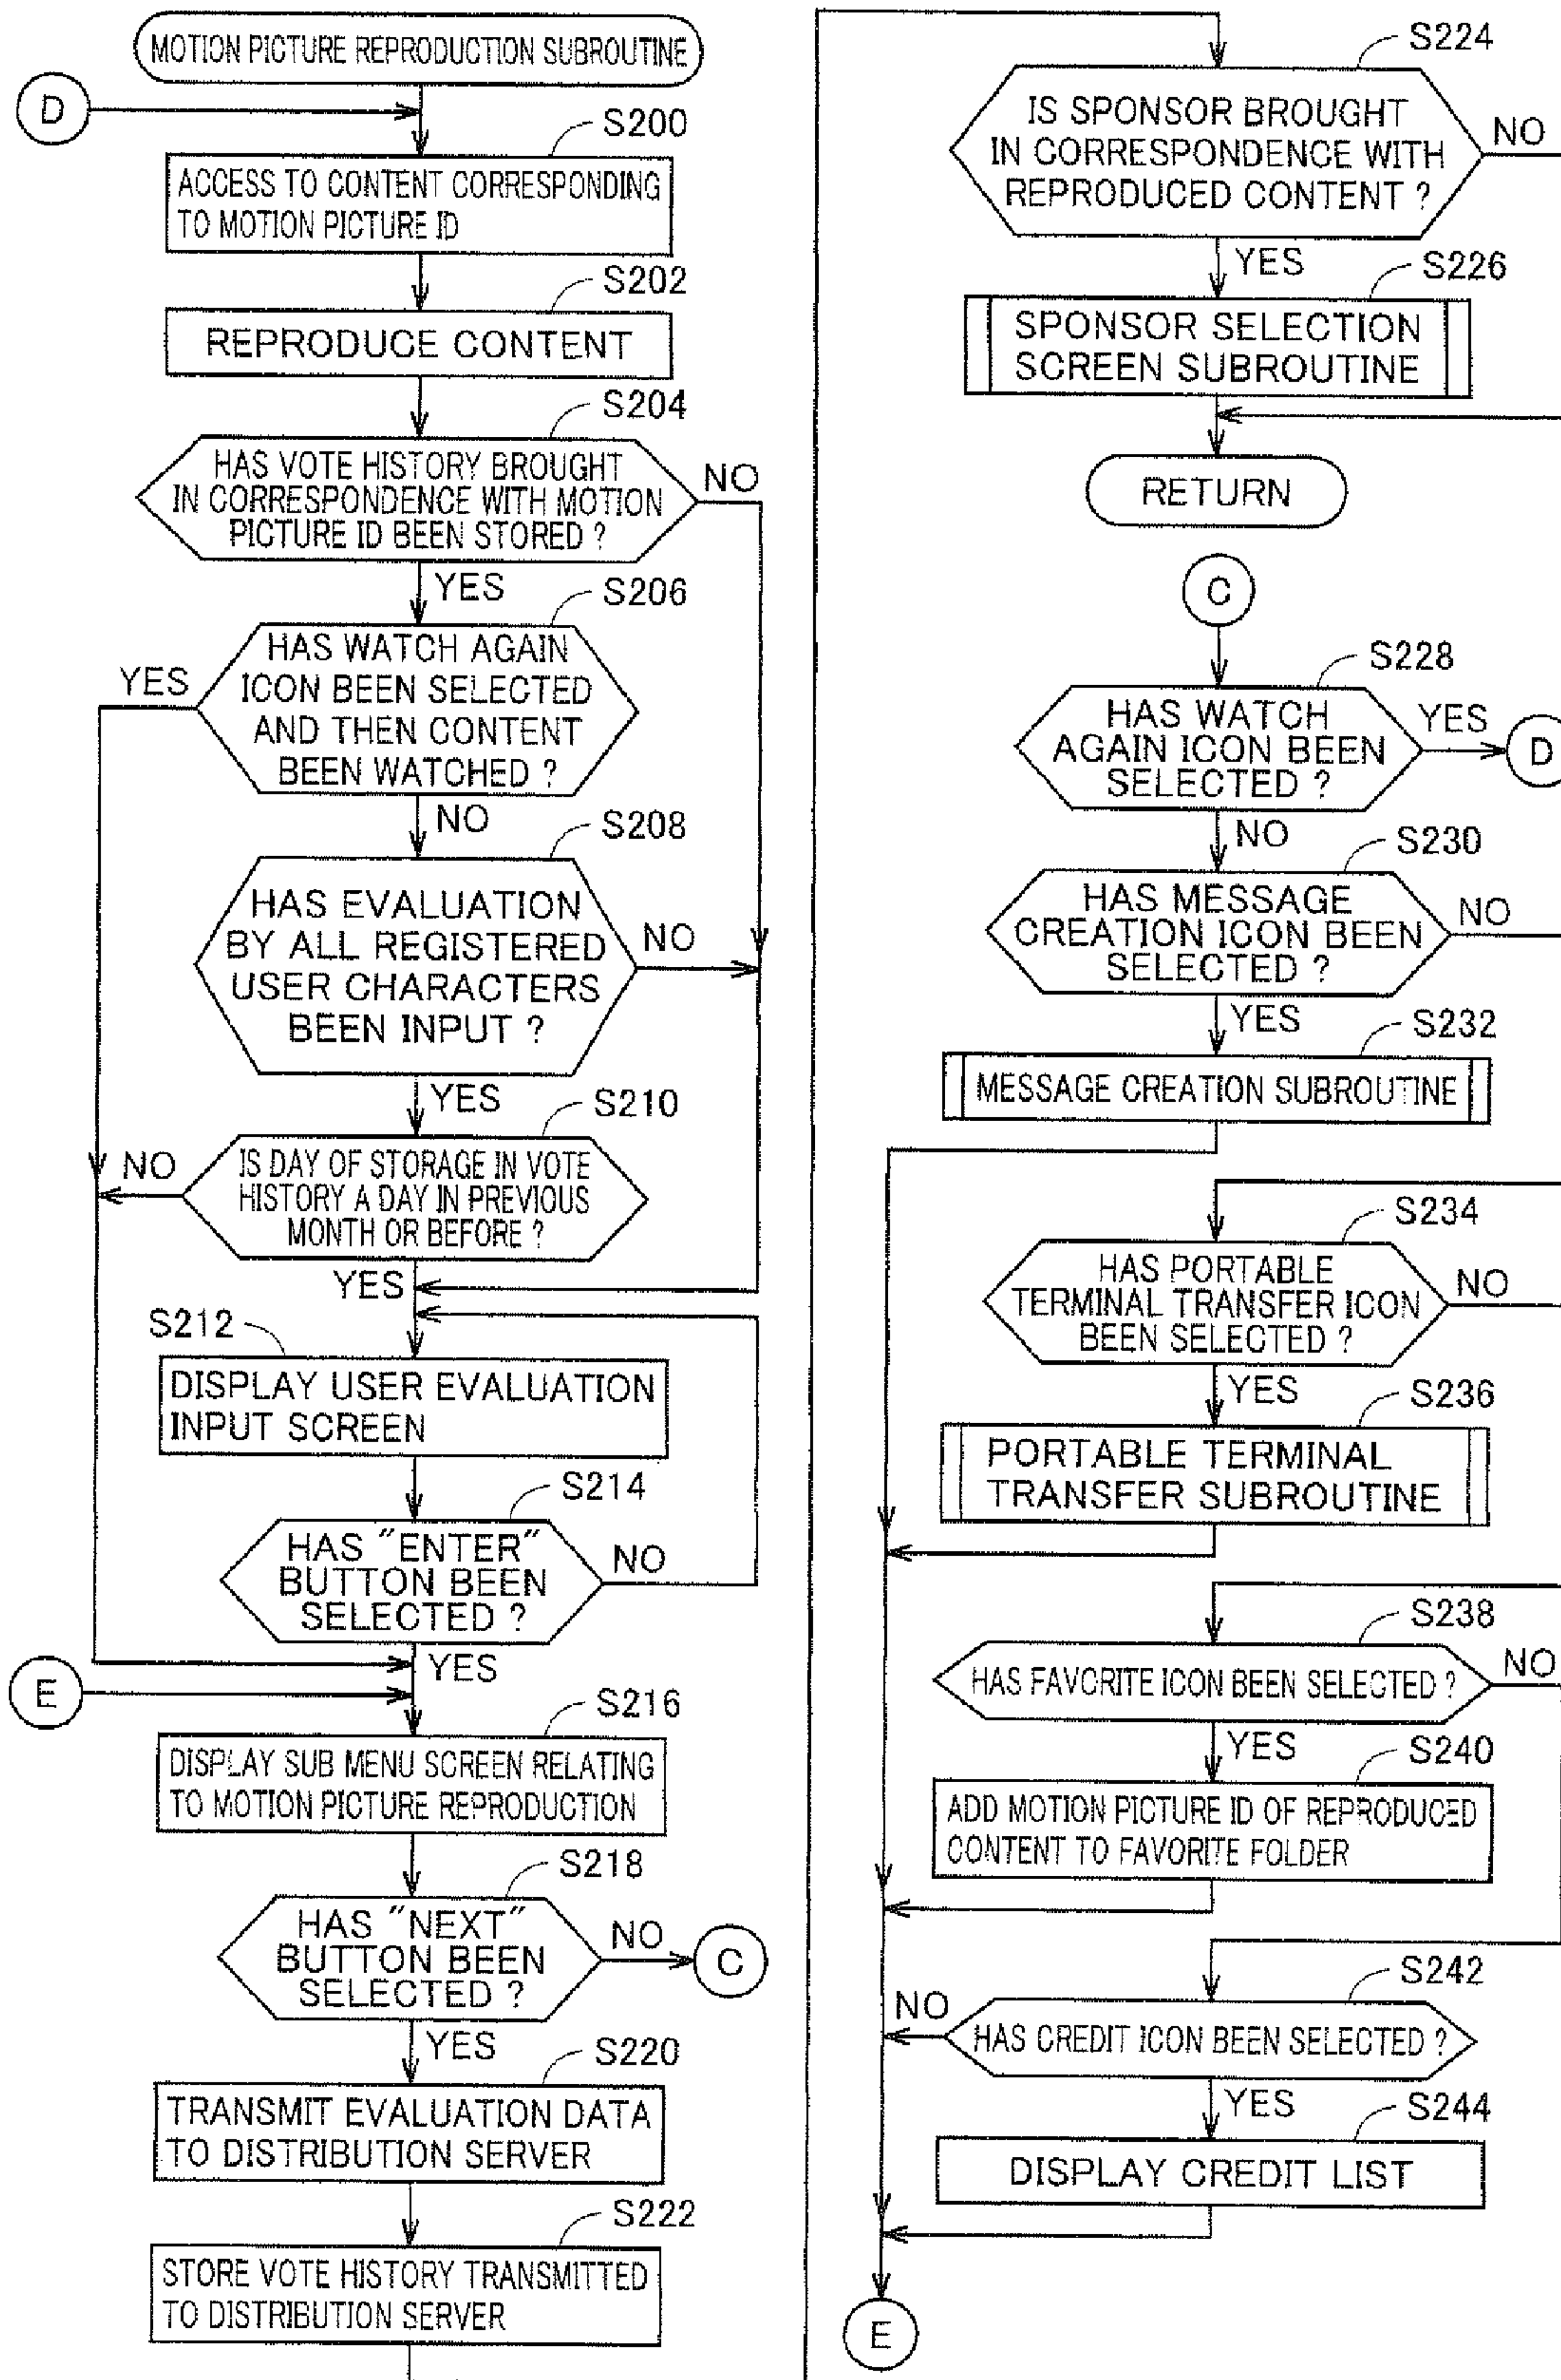 MOTION PICTURE REPRODUCTION SUBROUTINE
D
S200
ACCESS TO CONTENT CORRESPONDING
TO MOTION PICTURE ID
S202
REPRODUCE CONTENT
S204
HAS VOTE HISTORY BROUGHT
IN CORRESPONDENCE WITH MOTION
PICTURE ID BEEN STORED ?
NO
YES
S206
HAS WATCH AGAIN
ICON BEEN SELECTED
AND THEN CONTENT
BEEN WATCHED ?
YES
NO
S208
HAS EVALUATION
BY ALL REGISTERED
USER CHARACTERS
BEEN INPUT ?
NO
YES
S210
IS DAY OF STORAGE IN VOTE
HISTORY A DAY IN PREVIOUS
MONTH OR BEFORE ?
NO
YES
S212
DISPLAY USER EVALUATION
INPUT SCREEN
S214
HAS "ENTER"
BUTTON BEEN
SELECTED ?
NO
YES
E
S216
DISPLAY SUB MENU SCREEN RELATING
TO MOTION PICTURE REPRODUCTION
S218
HAS "NEXT"
BUTTON BEEN
SELECTED ?
NO
C
YES
S220
TRANSMIT EVALUATION DATA
TO DISTRIBUTION SERVER
S222
STORE VOTE HISTORY TRANSMITTED
TO DISTRIBUTION SERVER
S224
IS SPONSOR BROUGHT
IN CORRESPONDENCE WITH
REPRODUCED CONTENT ?
NO
YES
S226
SPONSOR SELECTION
SCREEN SUBROUTINE
RETURN
C
S228
HAS WATCH
AGAIN ICON BEEN
SELECTED ?
YES
D
NO
S230
HAS MESSAGE
CREATION ICON BEEN
SELECTED ?
NO
YES
S232
MESSAGE CREATION SUBROUTINE
S234
HAS PORTABLE
TERMINAL TRANSFER ICON
BEEN SELECTED ?
NO
YES
S236
PORTABLE TERMINAL
TRANSFER SUBROUTINE
S238
HAS FAVORITE ICON BEEN SELECTED ?
NO
YES
S240
ADD MOTION PICTURE ID OF REPRODUCED
CONTENT TO FAVORITE FOLDER
S242
HAS CREDIT ICON BEEN SELECTED ?
NO
YES
S244
DISPLAY CREDIT LIST
E